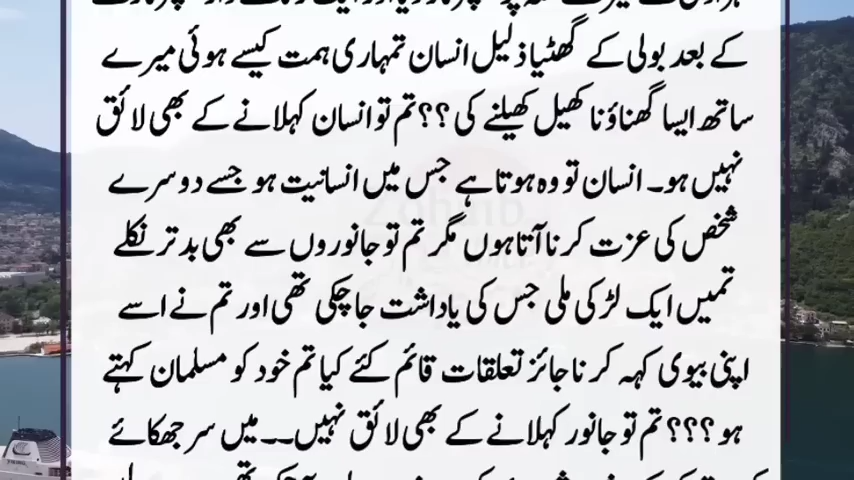 کے بعد بولی کے گھٹیا ذلیل انسان تمہاری ہمت کیسے ہوئی میرے
ساتھ ایسا گھناؤنا کھیل کھیلنے کی ؟؟ تم تو انسان کہلانے کے بھی لائق
نہیں ہو۔ انسان تو وہ ہوتا ہے جس میں انسانیت ہو جسے دوسرے
شخص کی عزت کرنا آتا ہوں مگر تم تو جانوروں سے بھی بدتر نکلے
تمیں ایک لڑکی ملی جس کی یاداشت جا چکی تھی اور تم نے اسے
اپنی بیوی کہہ کر ناجائز تعلقات قائم کئے کیا تم خود کو مسلمان کہتے
ہو ؟؟؟ تم تو جانور کہلانے کے بھی لائق نہیں۔۔ میں سر جھکائے